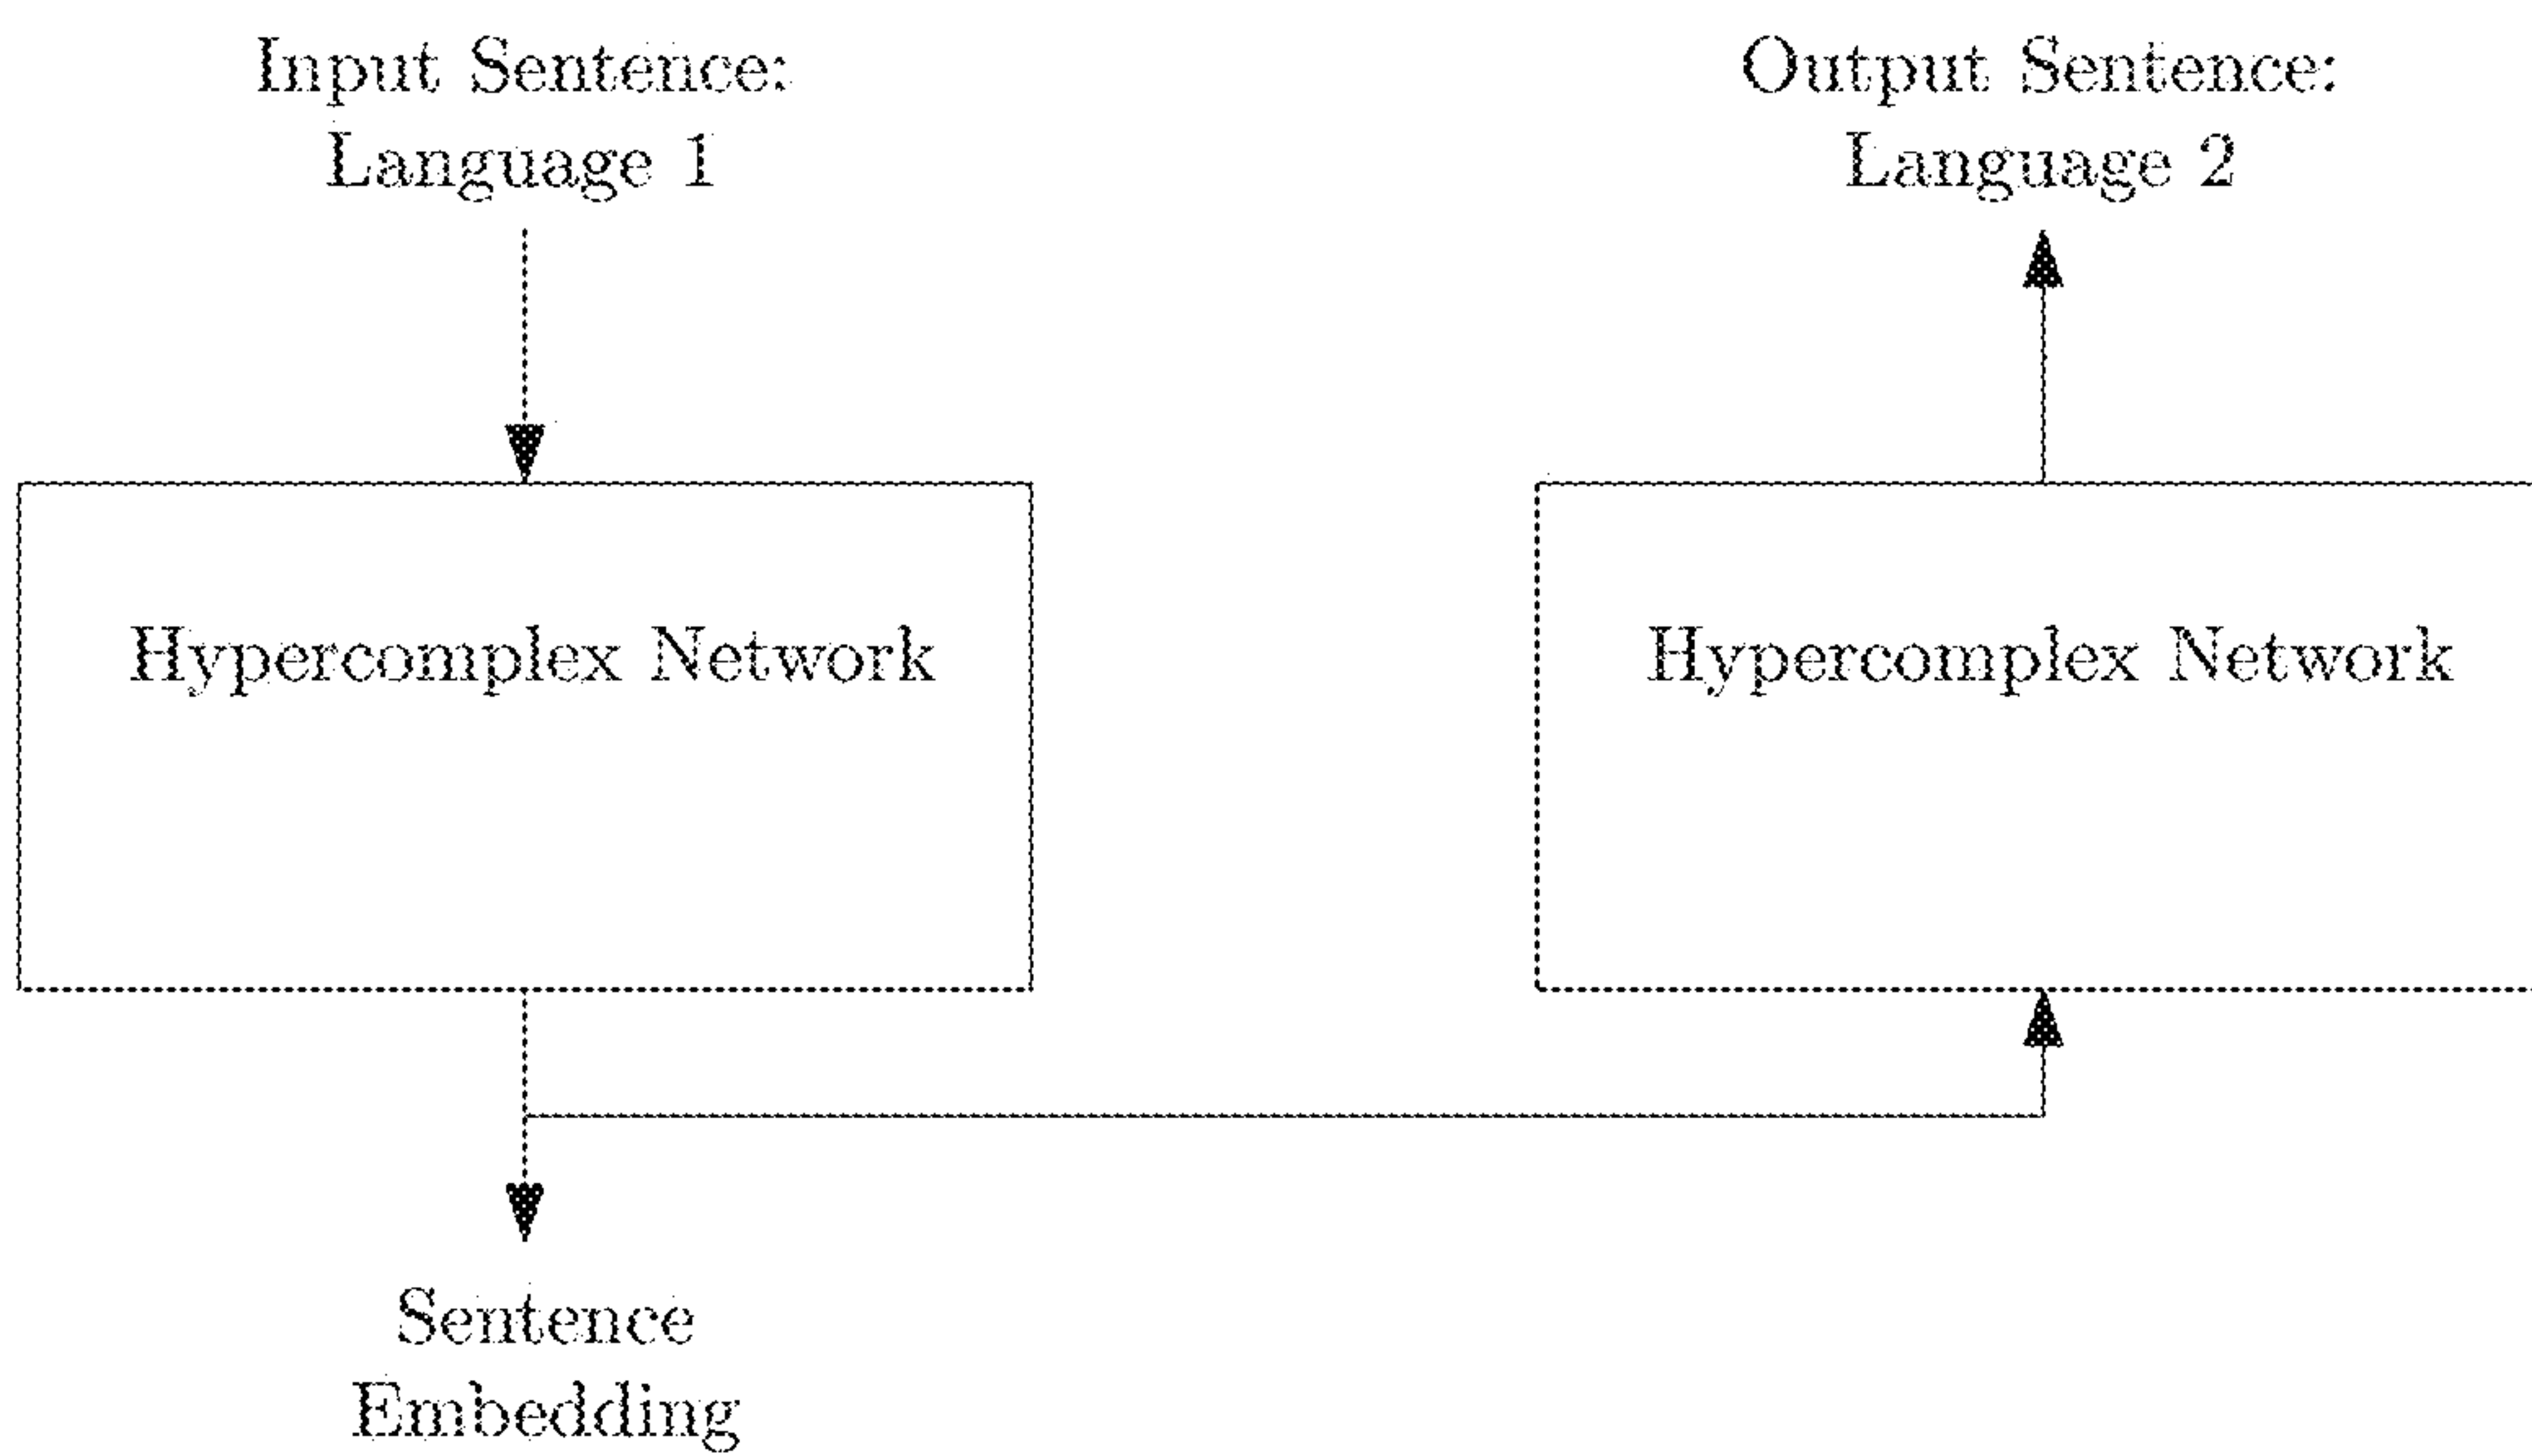 Input Sentence:
Language 1
Output Sentence:
Language 2
Hypercomplex Network
Hypercomplex Network
Sentence
Embedding